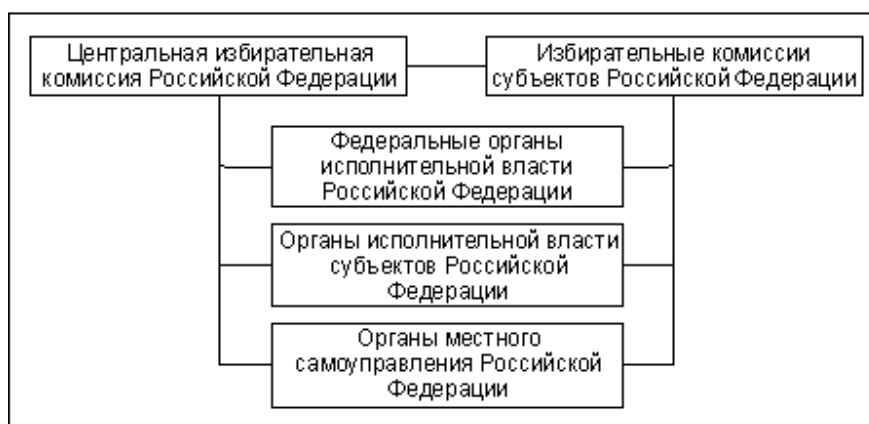 Центральная избирательная
комиссия Российской Федерации
Избирательные комиссии
субъектов Российской Федерации
Федеральные органы
исполнительной власти
Российской Федерации
Органы исполнительной власти
субъектов Российской
Федерации
Органы местного
самоуправления Российской
Федерации